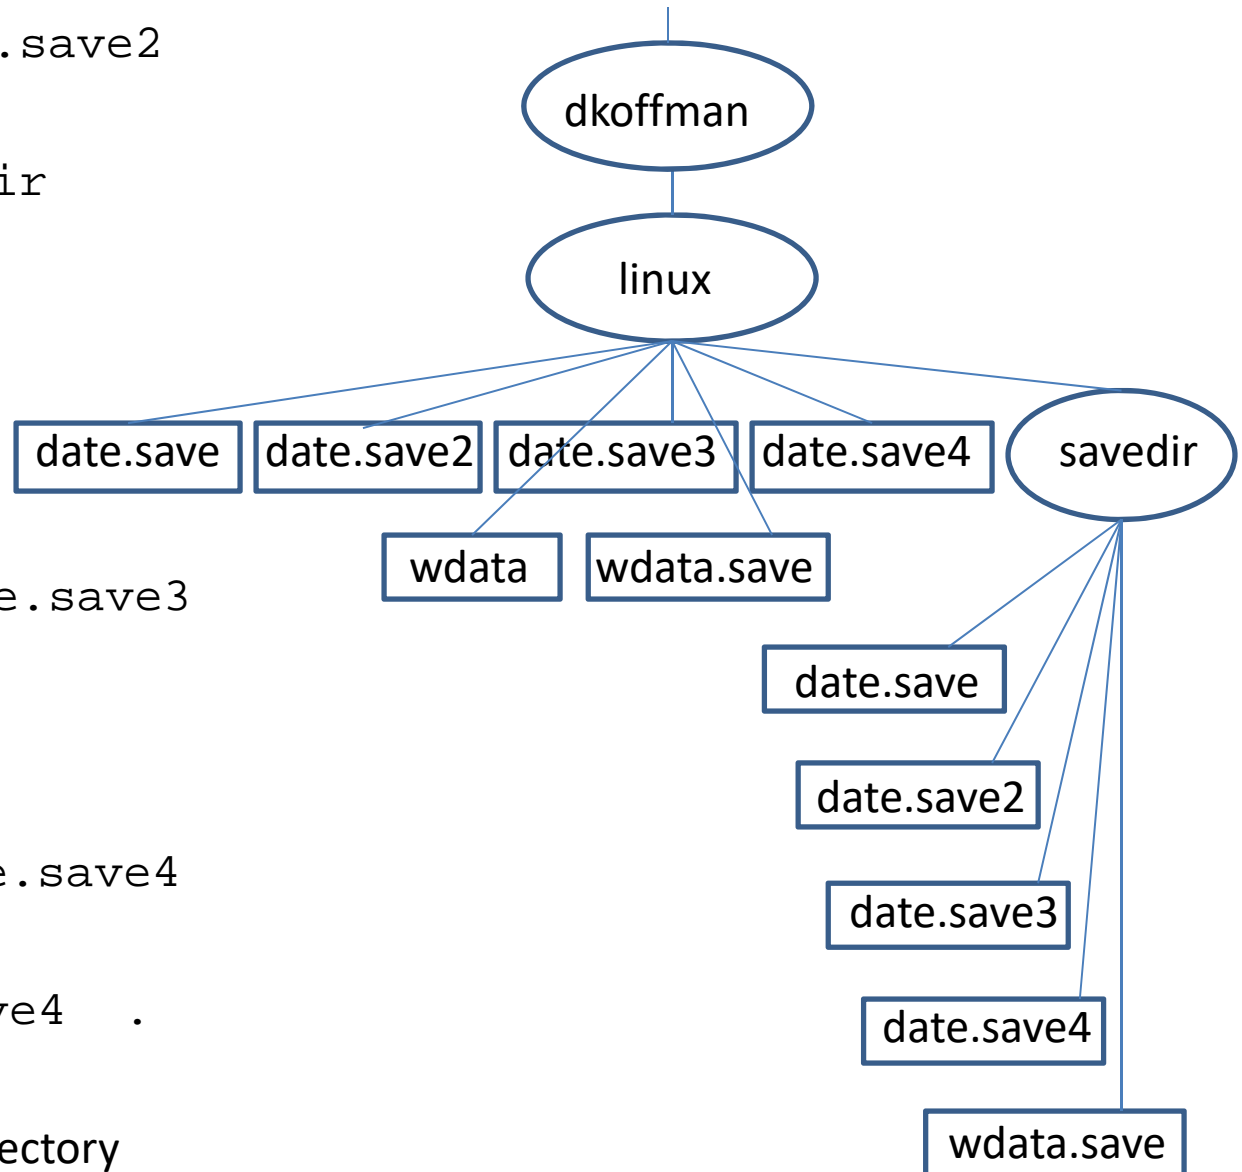 .save2
dkoffman
ir
linux
date.save date.save2 date.save3 date.save4 savedir
wdata wdata.save
e.save3
date.save
date.save2
e.save4
date.save3
ve4 .
date.save4
ectory
wdata.save